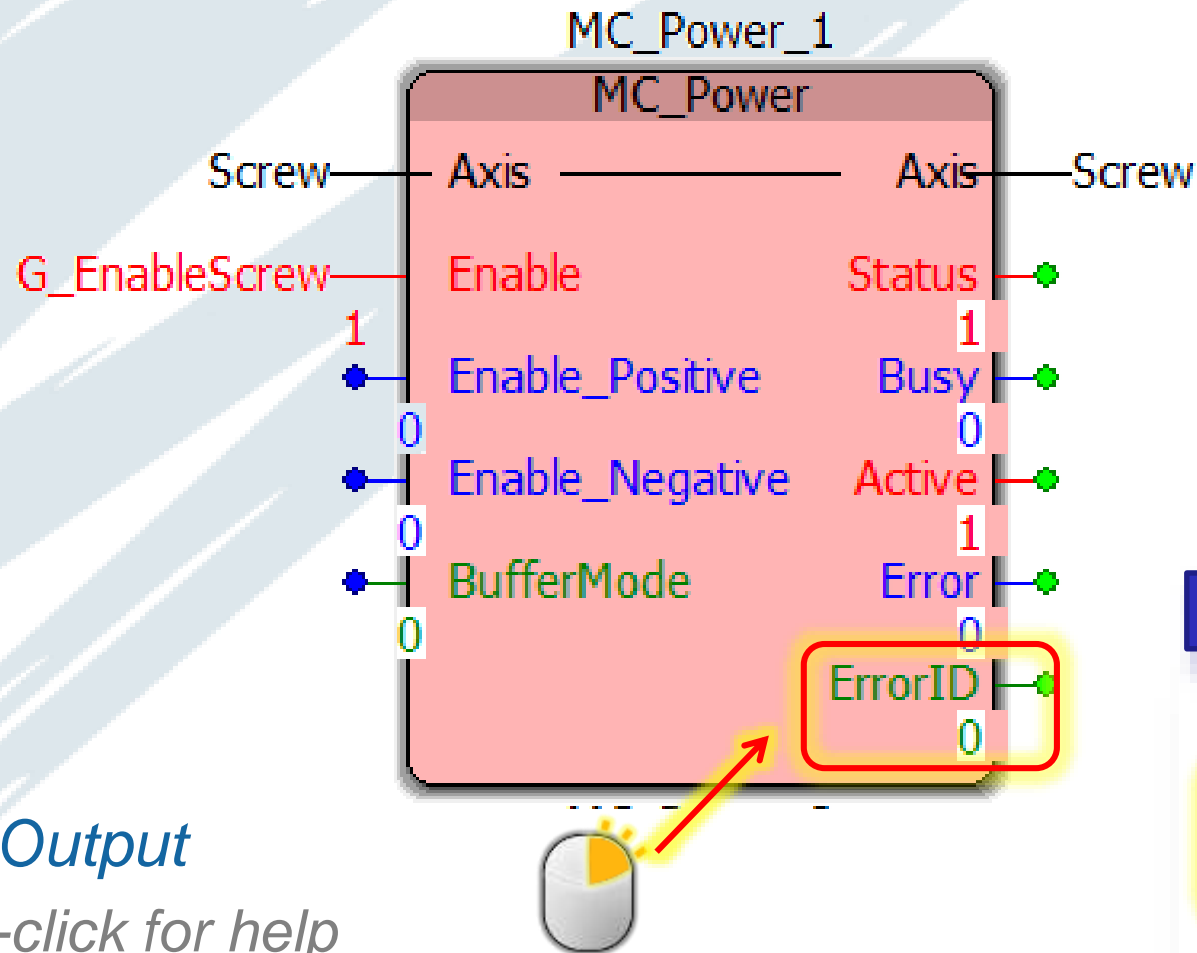 MC_Power_1
MC_Power
Screw Axis Axis Screw
G_EnableScrew Enable Status
1 1
Enable_Positive Busy
0 0
Enable_Negative Active
0 1
BufferMode Error
0 0
ErrorID
0
Output
-click for help